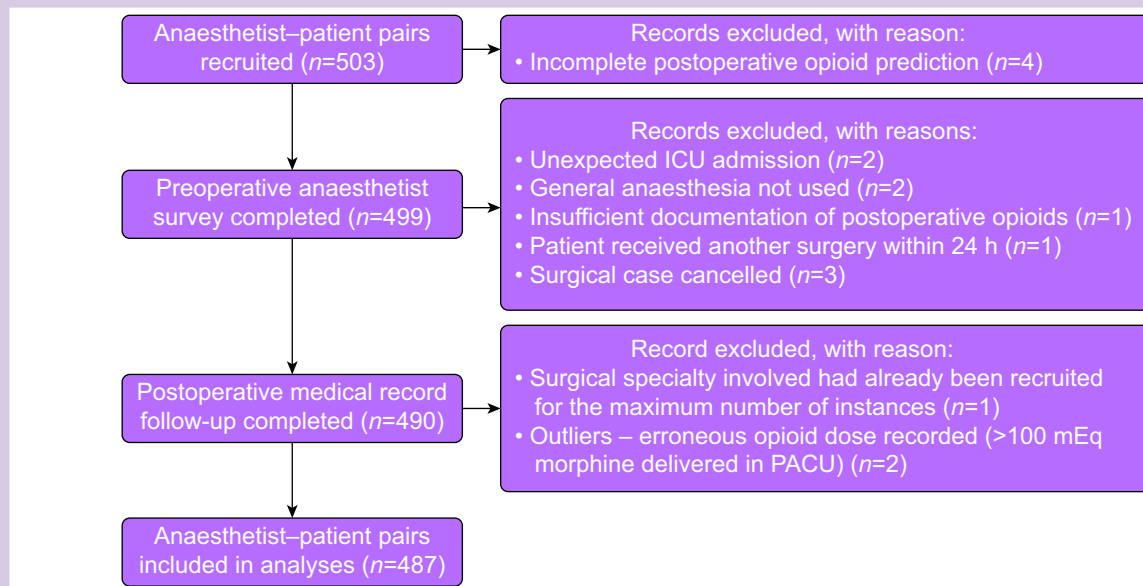 Anaesthetist–patient pairs
recruited (n=503)
Records excluded, with reason:
• Incomplete postoperative opioid prediction (n=4)
Preoperative anaesthetist
survey completed (n=499)
Records excluded, with reasons:
• Unexpected ICU admission (n=2)
• General anaesthesia not used (n=2)
• Insufficient documentation of postoperative opioids (n=1)
• Patient received another surgery within 24 h (n=1)
• Surgical case cancelled (n=3)
Postoperative medical record
follow-up completed (n=490)
Record excluded, with reason:
• Surgical specialty involved had already been recruited
for the maximum number of instances (n=1)
• Outliers – erroneous opioid dose recorded (>100 mEq
morphine delivered in PACU) (n=2)
Anaesthetist–patient pairs
included in analyses (n=487)